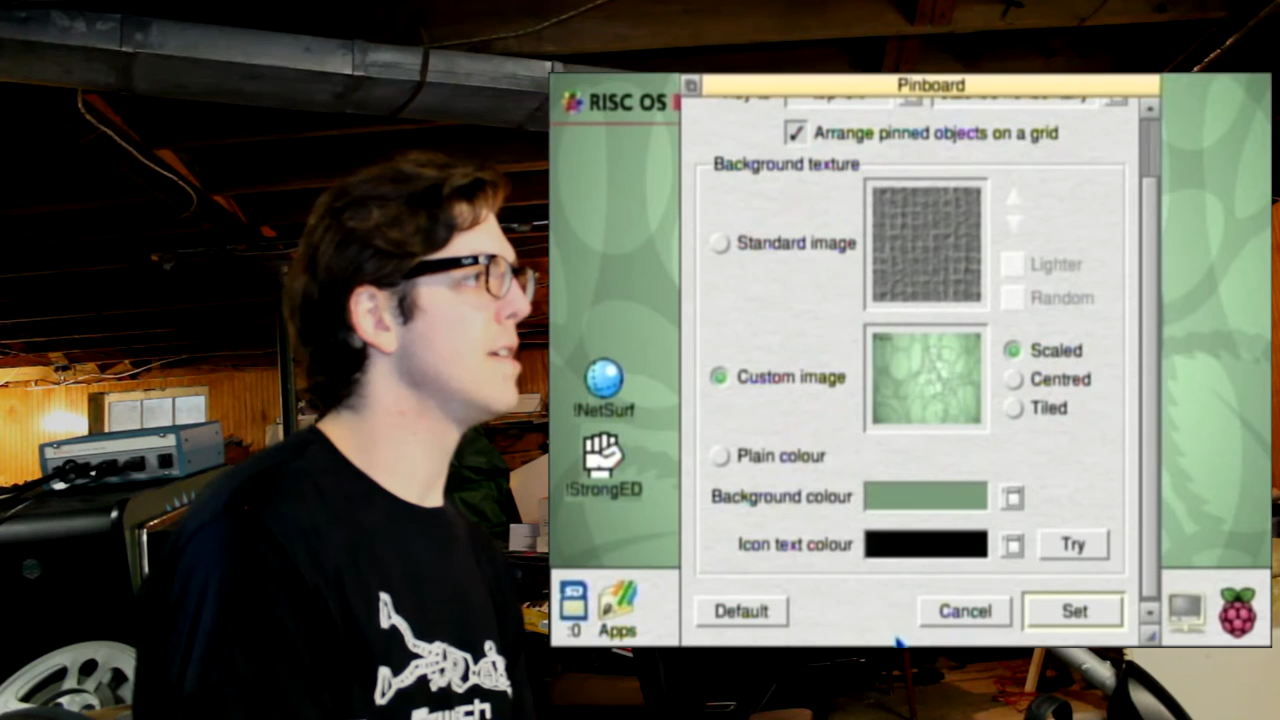 Pinboard
RISC OS
Arrange pinned objects on a grid
Background texture
Standard image
Lighter
Random
Custom image
Scaled
Centred
Tiled
!NetSurf
!StrongED
Plain colour
Background colour
Icon text colour
Try
Default
Cancel
Set
:0
Apps